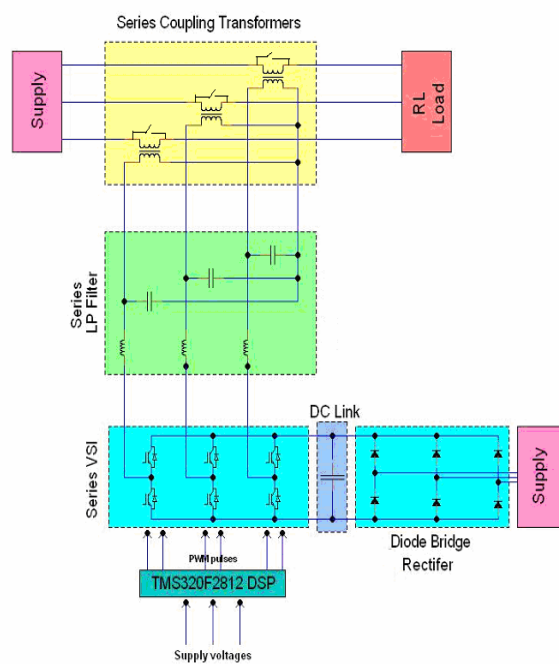 Series Coupling Transformers
Supply
RL
Load
Series
LP Filter
DC Link
Series VSI
Supply
Diode Bridge
Rectifer
PWM pulses
TMS320F2812 DSP
Supply voltages